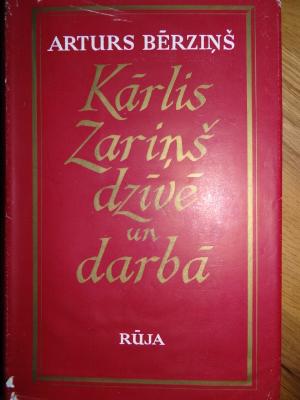 ARTURS BĒRZIŅŠ
Kārlis
Zariņš
dzīvē
un
darbā
RŪJA